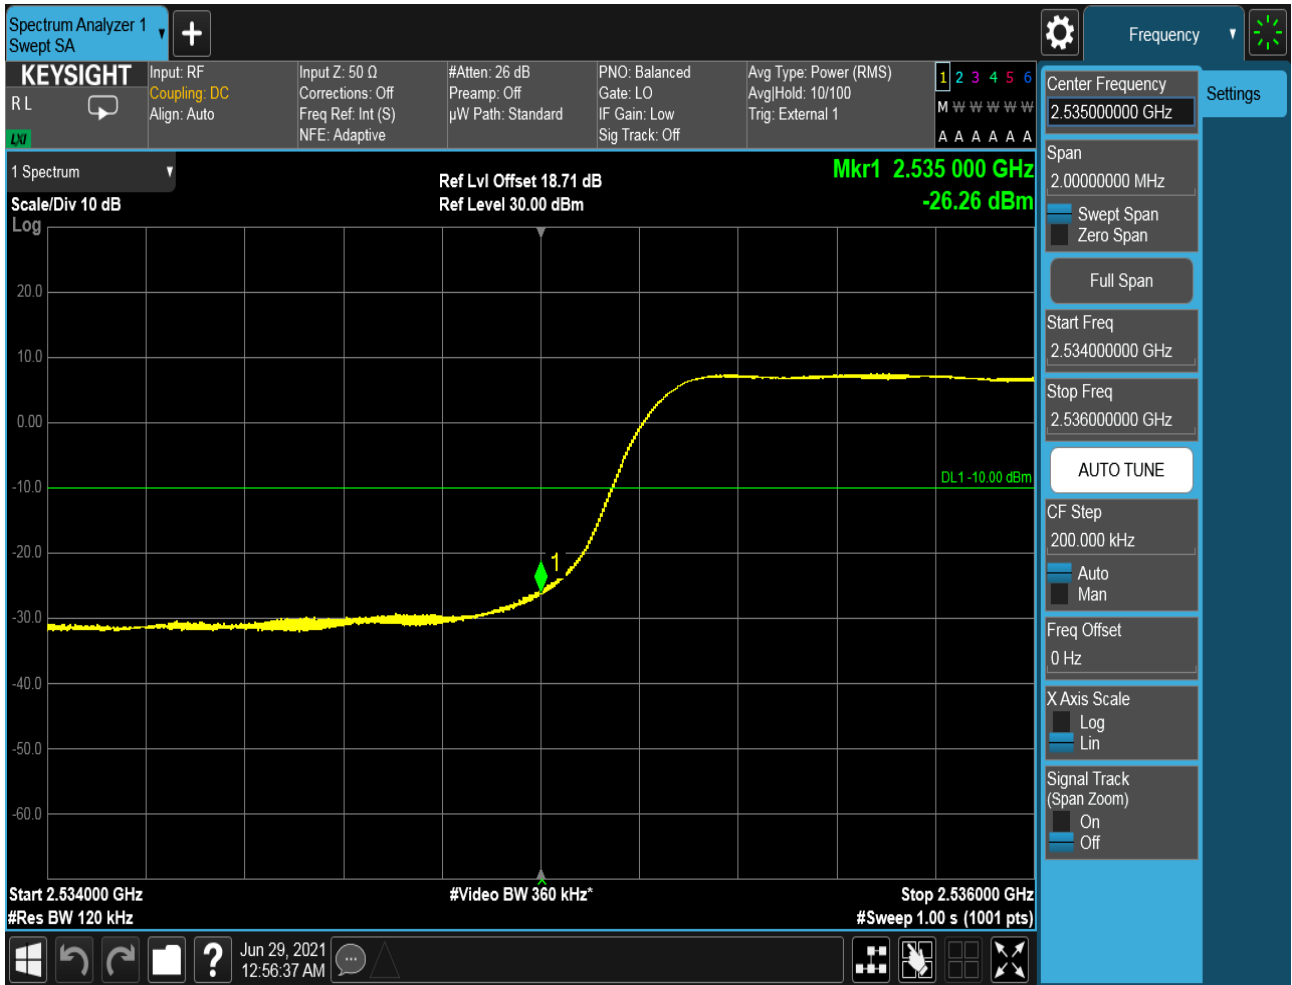 Spectrum Analyzer 1
Swept SA
Frequency
KEYSIGHT
R L
LXI
Input: RF
Coupling: DC
Align: Auto
Input Z: 50 Ω
Corrections: Off
Freq Ref: Int (S)
NFE: Adaptive
#Atten: 26 dB
Preamp: Off
µW Path: Standard
PNO: Balanced
Gate: LO
IF Gain: Low
Sig Track: Off
Avg Type: Power (RMS)
Avg|Hold: 10/100
Trig: External 1
1 2 3 4 5 6
M W W W W W
A A A A A A
1 Spectrum
Scale/Div 10 dB
Log
Ref Lvl Offset 18.71 dB
Ref Level 30.00 dBm
Mkr1 2.535 000 GHz
-26.26 dBm
20.0
10.0
0.00
-10.0
-20.0
-30.0
-40.0
-50.0
-60.0
DL1 -10.00 dBm
1
Start 2.534000 GHz
#Res BW 120 kHz
#Video BW 360 kHz*
Stop 2.536000 GHz
#Sweep 1.00 s (1001 pts)
Center Frequency
2.535000000 GHz
Settings
Span
2.00000000 MHz
Swept Span
Zero Span
Full Span
Start Freq
2.534000000 GHz
Stop Freq
2.536000000 GHz
AUTO TUNE
CF Step
200.000 kHz
Auto
Man
Freq Offset
0 Hz
X Axis Scale
Log
Lin
Signal Track
(Span Zoom)
On
Off
?
Jun 29, 2021
12:56:37 AM